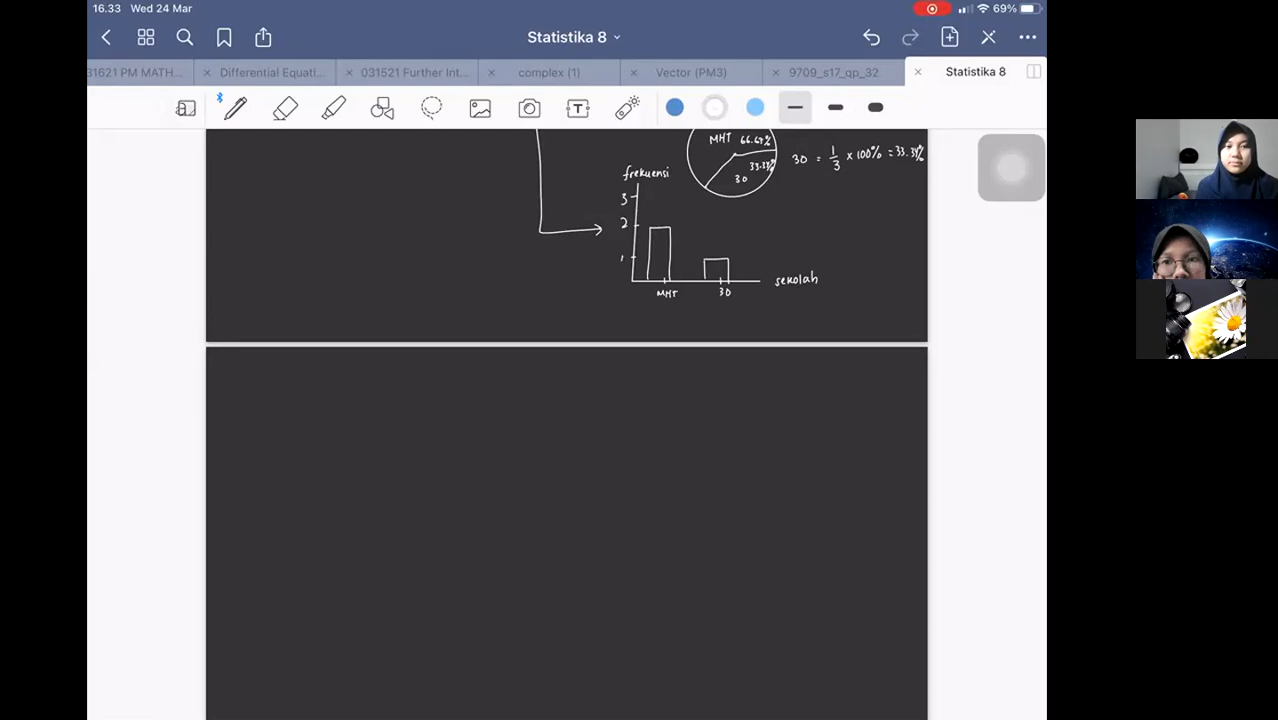 16.33 Wed 24 Mar
69%
Statistika 8
31621 PM MATH...
Differential Equati...
031521 Further Int...
complex (1)
Vector (PM3)
9709_s17_qp_32
Statistika 8
T
MHT 66.67%
33.3%
30
30 = 1/3 x 100% = 33.3%
frekuensi
3
2
1
MHT 30
sekolah